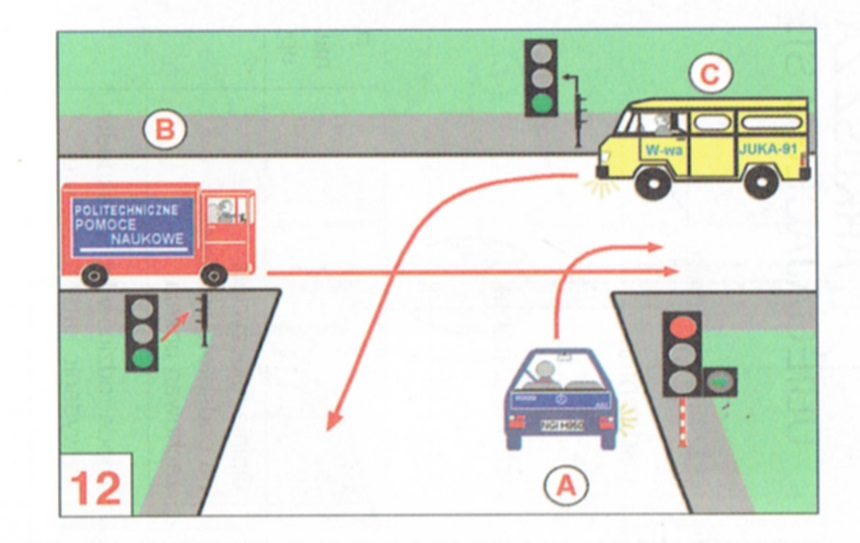 C
B
W-wa JUKA-91
POLITECHNICZNE
POMOCE
NAUKOWE
12
A